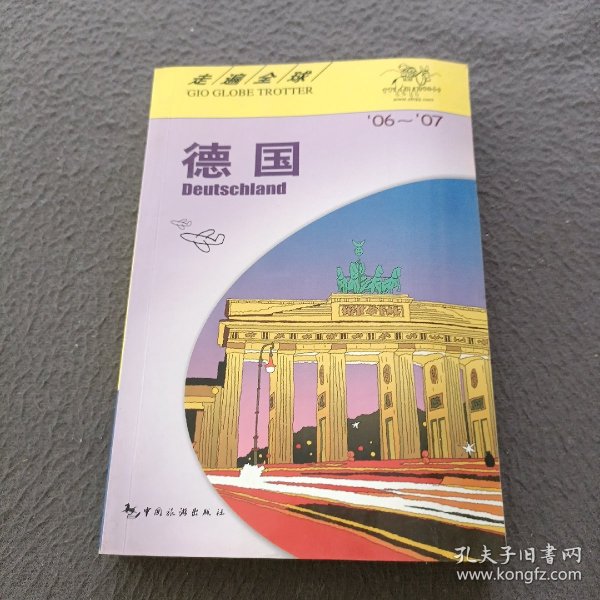 走遍全球
GIO GLOBE TROTTER
'06～'07
德国
Deutschland
中国旅游出版社
孔夫子旧书网
www.kongfz.com